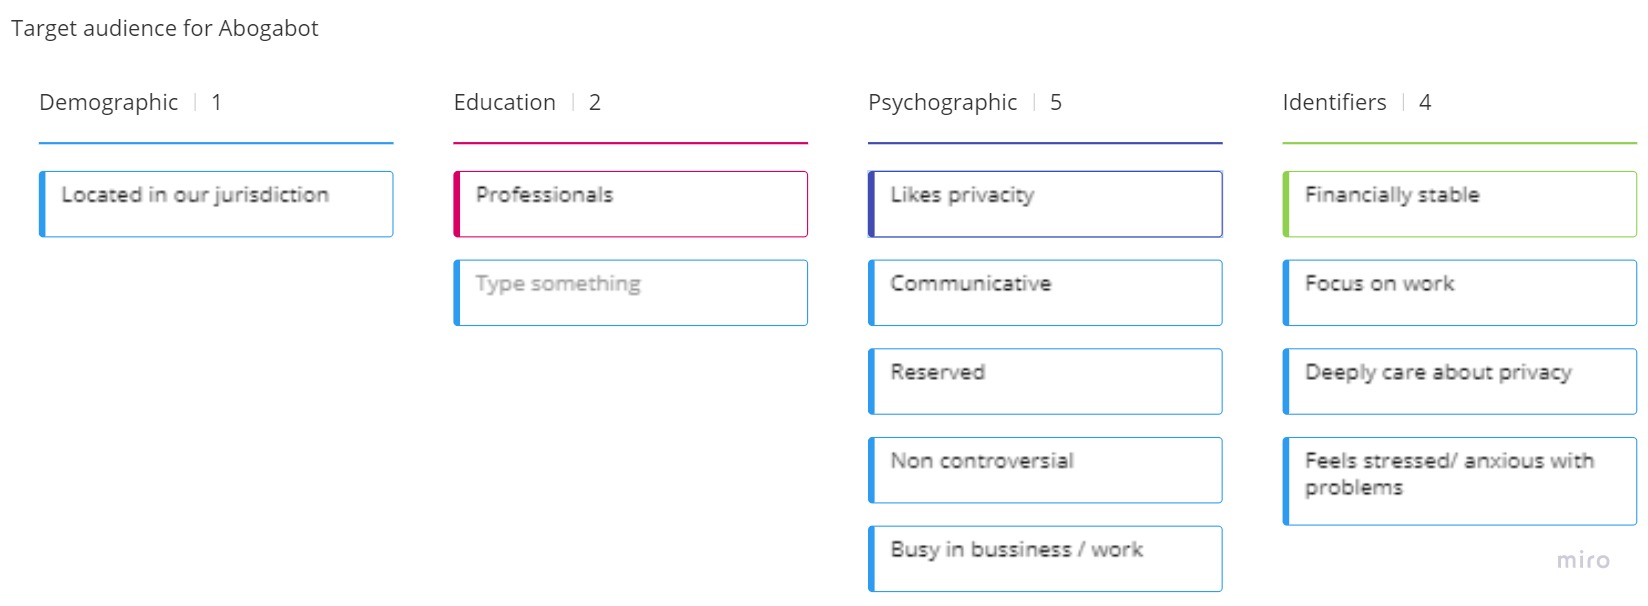 Target audience for Abogabot
Demographic | 1
Located in our jurisdiction
Education | 2
Professionals
Type something
Psychographic | 5
Likes privacity
Communicative
Reserved
Non controversial
Busy in bussiness / work
Identifiers | 4
Financially stable
Focus on work
Deeply care about privacy
Feels stressed/ anxious with
problems
miro